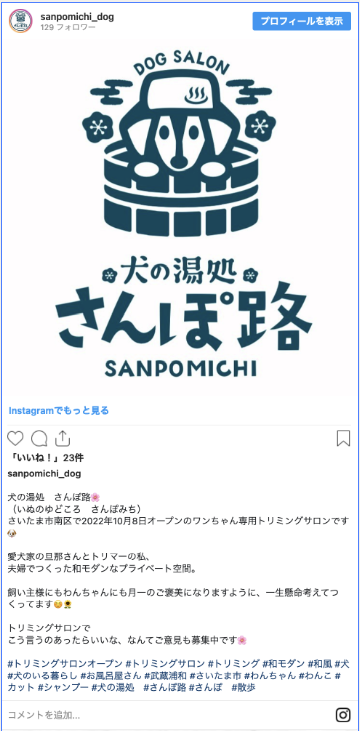 sanpomichi_dog
129 フォロワー
プロフィールを表示
DOG SALON
犬の湯処
さんぽ路
SANPOMICHI
Instagramでもっと見る
「いいね！」23件
sanpomichi_dog
犬の湯処　さんぽ路🌸
（いぬのゆどころ　さんぽみち）
さいたま市南区で2022年10月8日オープンのワンちゃん専用トリミングサロンです
🐶
愛犬家の旦那さんとトリマーの私、
夫婦でつくった和モダンなプライベート空間。
飼い主様にもわんちゃんにも月一のご褒美になりますように、一生懸命考えてつ
くってます
トリミングサロンで
こう言うのあったらいいな、なんてご意見も募集中です🌸
#トリミングサロンオープン #トリミングサロン #トリミング #和モダン #和風 #犬
#犬のいる暮らし #お風呂屋さん #武蔵浦和 #さいたま市 #わんちゃん #わんこ #
カット #シャンプー #犬の湯処　#さんぽ路 #さんぽ　#散歩
コメントを追加...